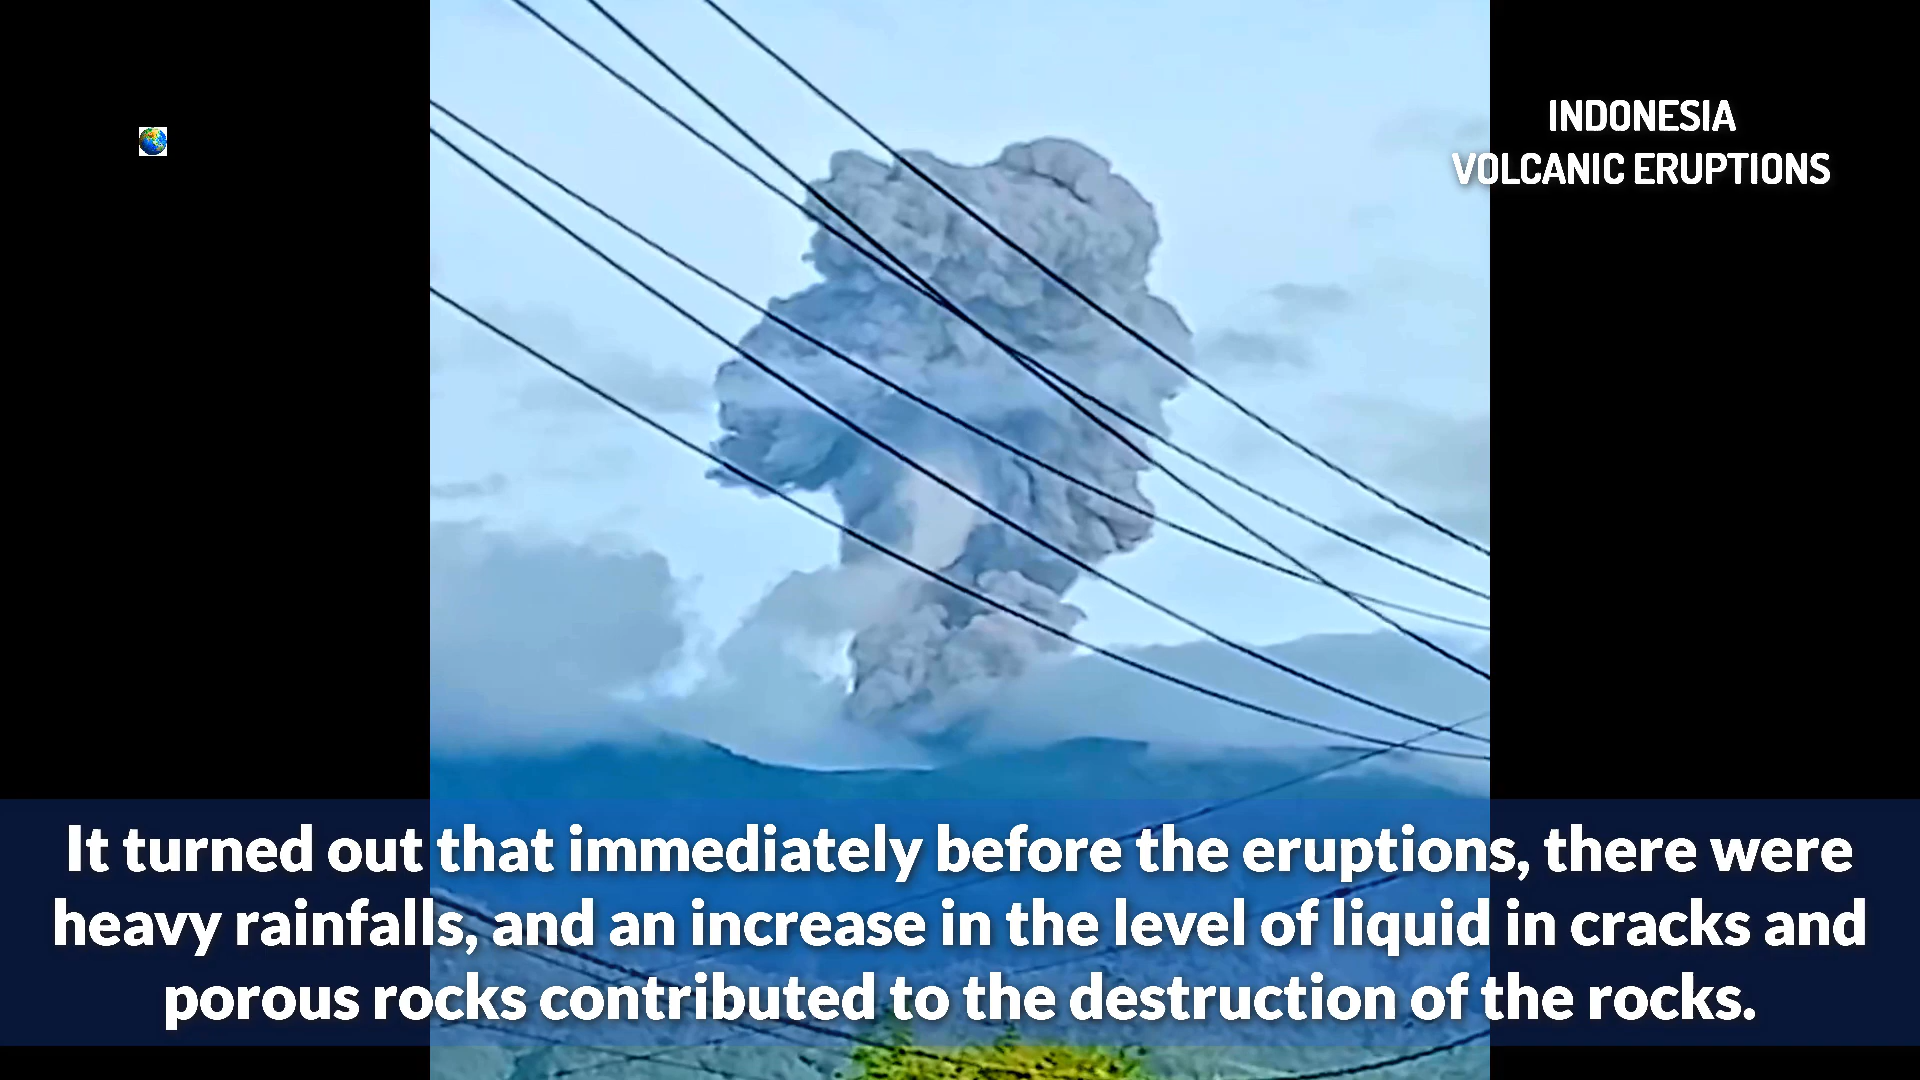 INDONESIA
VOLCANIC ERUPTIONS
It turned out that immediately before the eruptions, there were
heavy rainfalls, and an increase in the level of liquid in cracks and
porous rocks contributed to the destruction of the rocks.